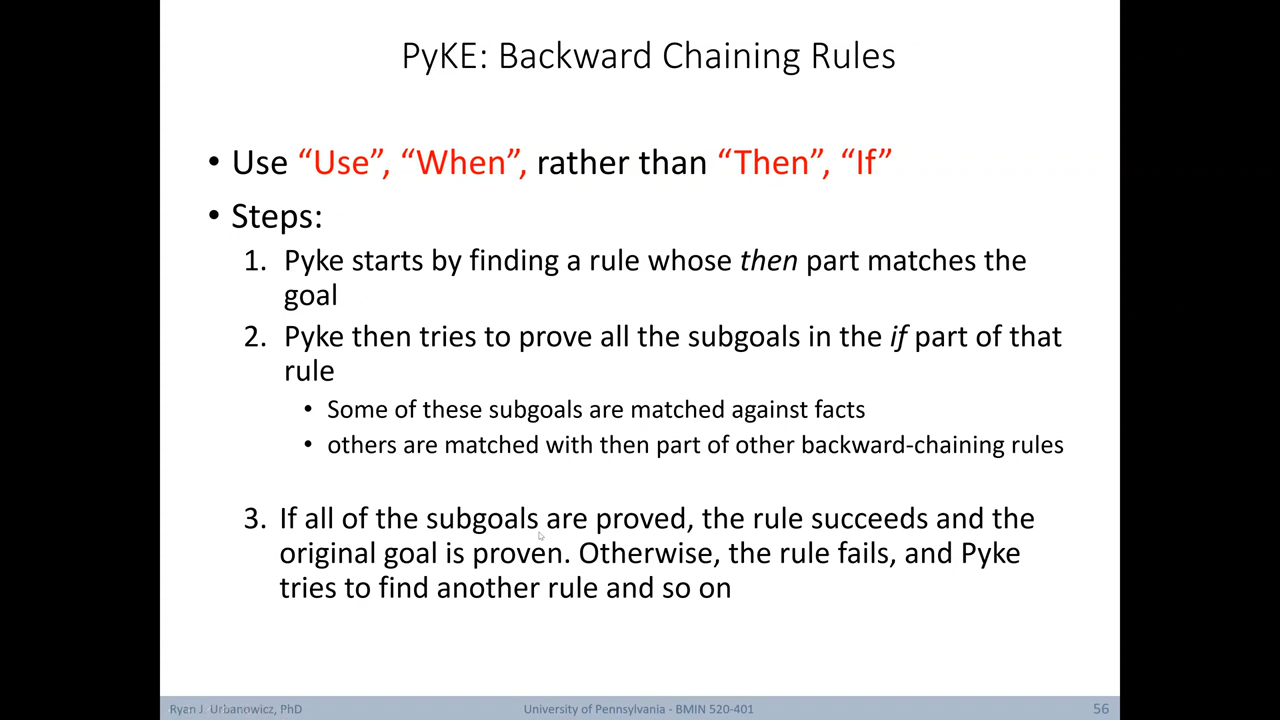 PyKE: Backward Chaining Rules
• Use “Use”, “When”, rather than “Then”, “If”
• Steps:
1. Pyke starts by finding a rule whose then part matches the
goal
2. Pyke then tries to prove all the subgoals in the if part of that
rule
• Some of these subgoals are matched against facts
• others are matched with then part of other backward-chaining rules
3. If all of the subgoals are proved, the rule succeeds and the
original goal is proven. Otherwise, the rule fails, and Pyke
tries to find another rule and so on
Ryan J. Urbanowicz, PhD
University of Pennsylvania - BMIN 520-401
56